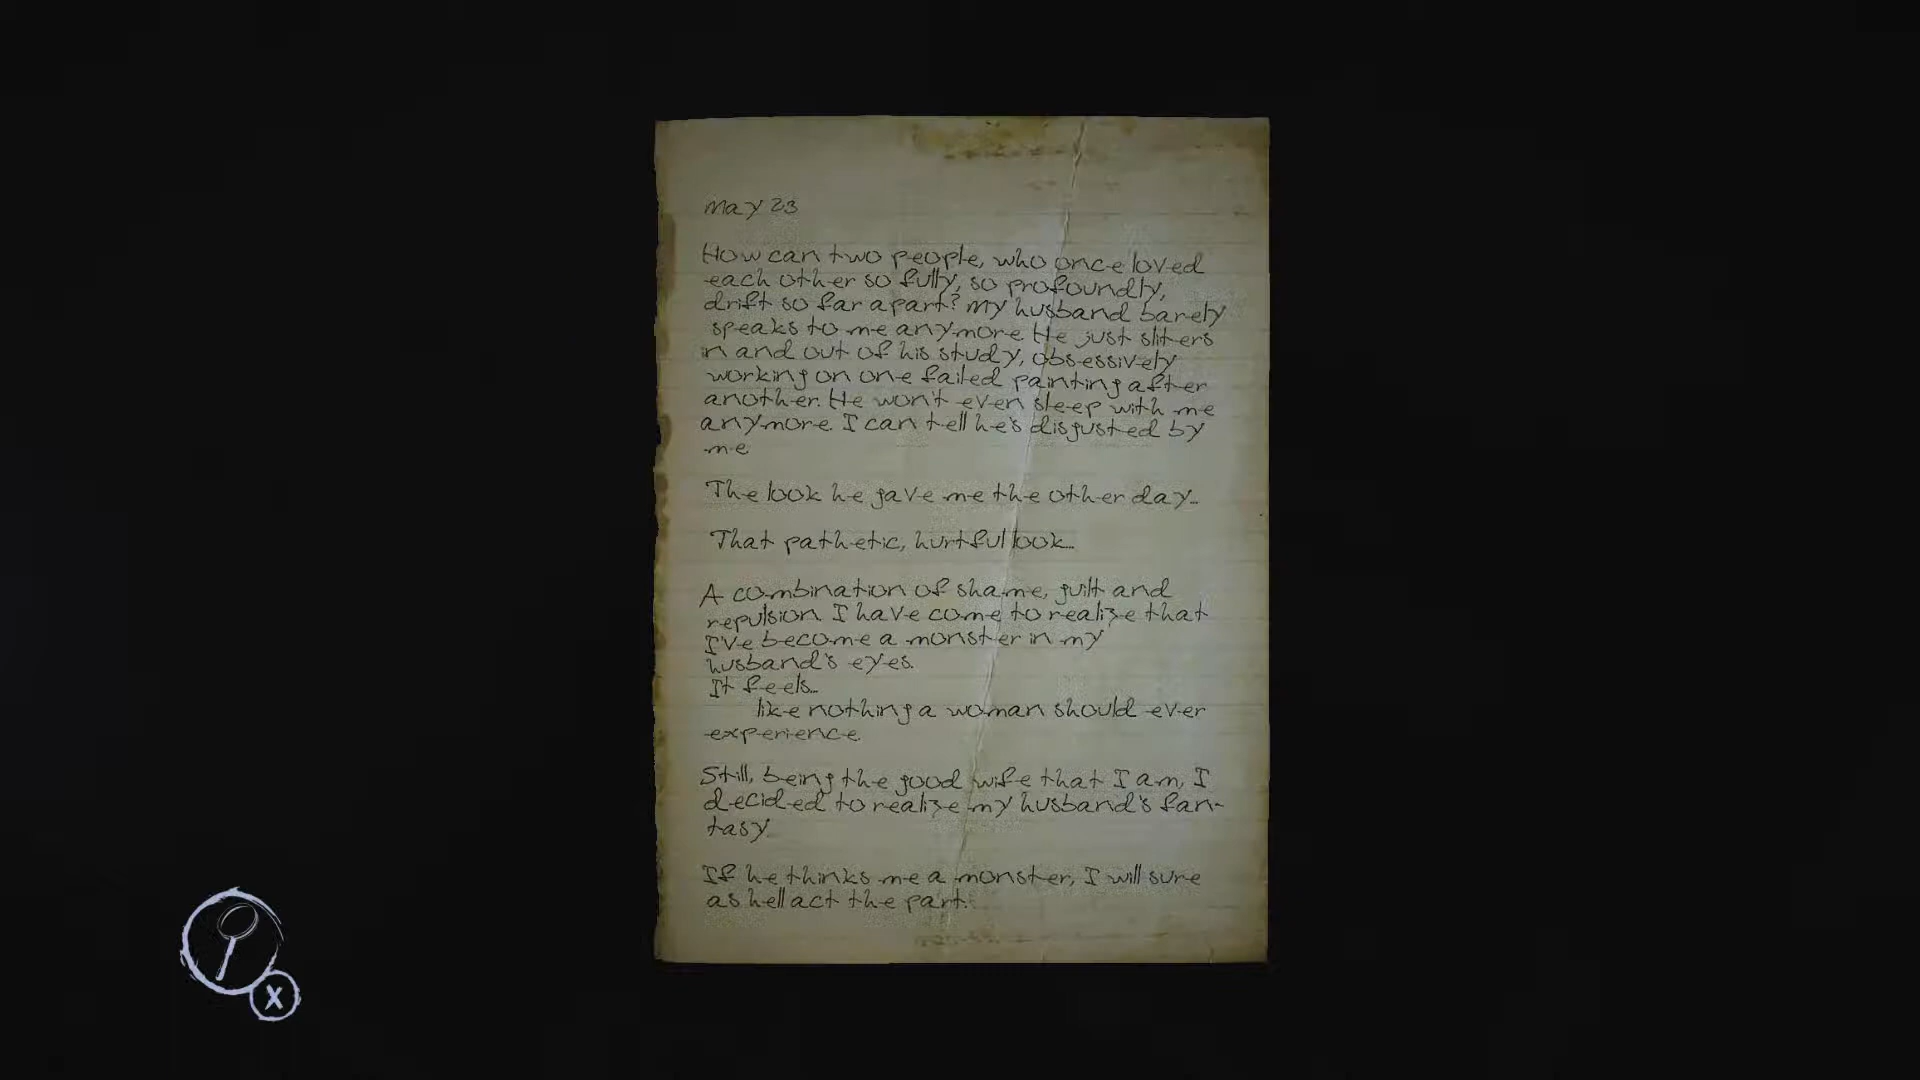 May 23
How can two people, who once loved
each other so fully, so profoundly,
drift so far apart? My husband barely
speaks to me anymore. He just sliters
in and out of his study, obsessively
working on one failed painting after
another. He won't even sleep with me
anymore. I can tell he's disgusted by
me.
The look he gave me the other day...
That pathetic, hurtful look...
A combination of shame, guilt and
repulsion. I have come to realize that
I've become a monster in my
husband's eyes.
It feels...
like nothing a woman should ever
experience.
Still, being the good wife that I am, I
decided to realize my husband's fan-
tasy.
If he thinks me a monster, I will sure
as hell act the part.
X